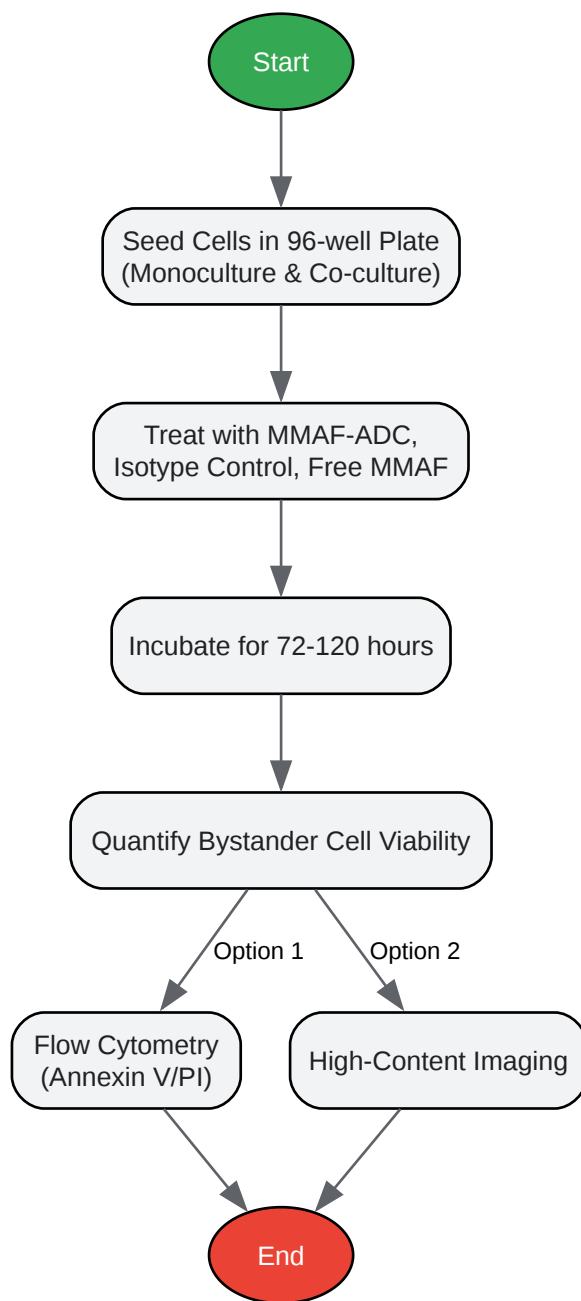 Start
Seed Cells in 96-well Plate
(Monoculture & Co-culture)
Treat with MMAF-ADC,
Isotype Control, Free MMAF
Incubate for 72-120 hours
Quantify Bystander Cell Viability
Option 1
Option 2
Flow Cytometry
(Annexin V/PI)
High-Content Imaging
End